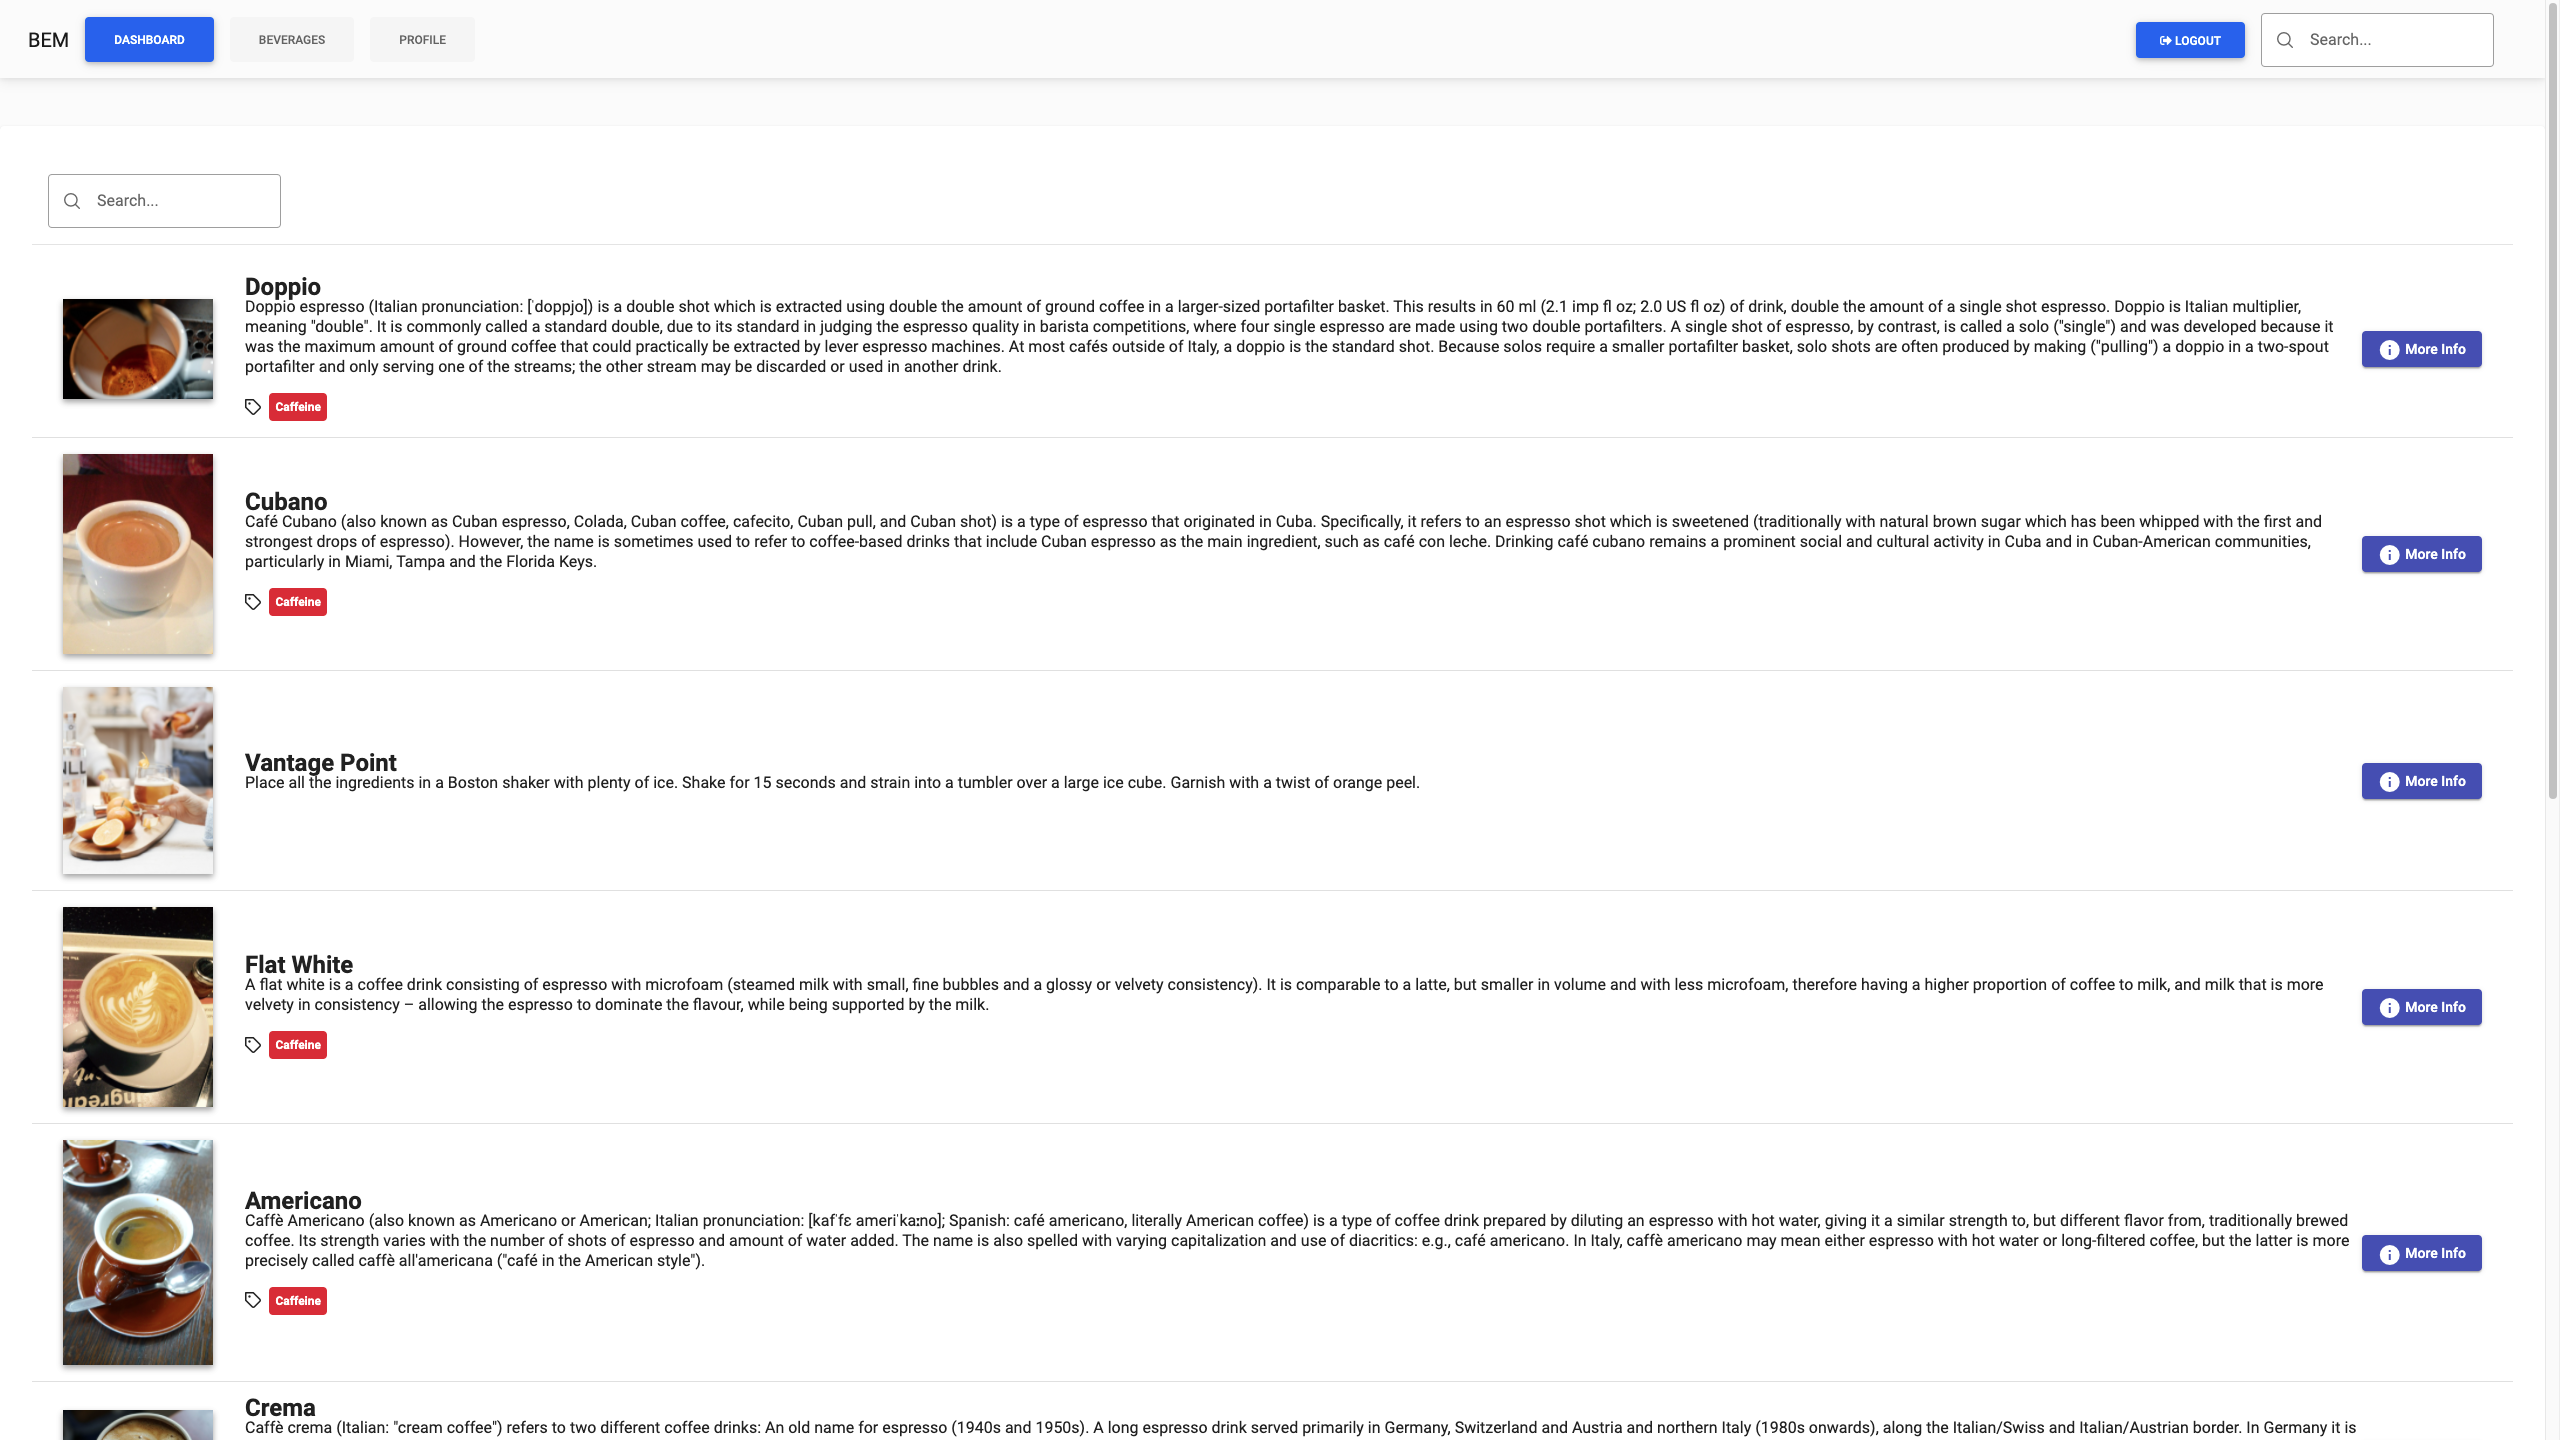 BEM
DASHBOARD
BEVERAGES
PROFILE
LOGOUT
Search...
Search...
Doppio
Doppio espresso (Italian pronunciation: [ˈdoppjo]) is a double shot which is extracted using double the amount of ground coffee in a larger-sized portafilter basket. This results in 60 ml (2.1 imp fl oz; 2.0 US fl oz) of drink, double the amount of a single shot espresso. Doppio is Italian multiplier,
meaning "double". It is commonly called a standard double, due to its standard in judging the espresso quality in barista competitions, where four single espresso are made using two double portafilters. A single shot of espresso, by contrast, is called a solo ("single") and was developed because it
was the maximum amount of ground coffee that could practically be extracted by lever espresso machines. At most cafés outside of Italy, a doppio is the standard shot. Because solos require a smaller portafilter basket, solo shots are often produced by making ("pulling") a doppio in a two-spout
portafilter and only serving one of the streams; the other stream may be discarded or used in another drink.
Caffeine
More Info
Cubano
Café Cubano (also known as Cuban espresso, Colada, Cuban coffee, cafecito, Cuban pull, and Cuban shot) is a type of espresso that originated in Cuba. Specifically, it refers to an espresso shot which is sweetened (traditionally with natural brown sugar which has been whipped with the first and
strongest drops of espresso). However, the name is sometimes used to refer to coffee-based drinks that include Cuban espresso as the main ingredient, such as café con leche. Drinking café cubano remains a prominent social and cultural activity in Cuba and in Cuban-American communities,
particularly in Miami, Tampa and the Florida Keys.
Caffeine
More Info
Vantage Point
Place all the ingredients in a Boston shaker with plenty of ice. Shake for 15 seconds and strain into a tumbler over a large ice cube. Garnish with a twist of orange peel.
More Info
Flat White
A flat white is a coffee drink consisting of espresso with microfoam (steamed milk with small, fine bubbles and a glossy or velvety consistency). It is comparable to a latte, but smaller in volume and with less microfoam, therefore having a higher proportion of coffee to milk, and milk that is more
velvety in consistency – allowing the espresso to dominate the flavour, while being supported by the milk.
Caffeine
More Info
Americano
Caffè Americano (also known as Americano or American; Italian pronunciation: [kafˈfɛ ameriˈkaːno]; Spanish: café americano, literally American coffee) is a type of coffee drink prepared by diluting an espresso with hot water, giving it a similar strength to, but different flavor from, traditionally brewed
coffee. Its strength varies with the number of shots of espresso and amount of water added. The name is also spelled with varying capitalization and use of diacritics: e.g., café americano. In Italy, caffè americano may mean either espresso with hot water or long-filtered coffee, but the latter is more
precisely called caffè all'americana ("café in the American style").
Caffeine
More Info
Crema
Caffè crema (Italian: "cream coffee") refers to two different coffee drinks: An old name for espresso (1940s and 1950s). A long espresso drink served primarily in Germany, Switzerland and Austria and northern Italy (1980s onwards), along the Italian/Swiss and Italian/Austrian border. In Germany it is